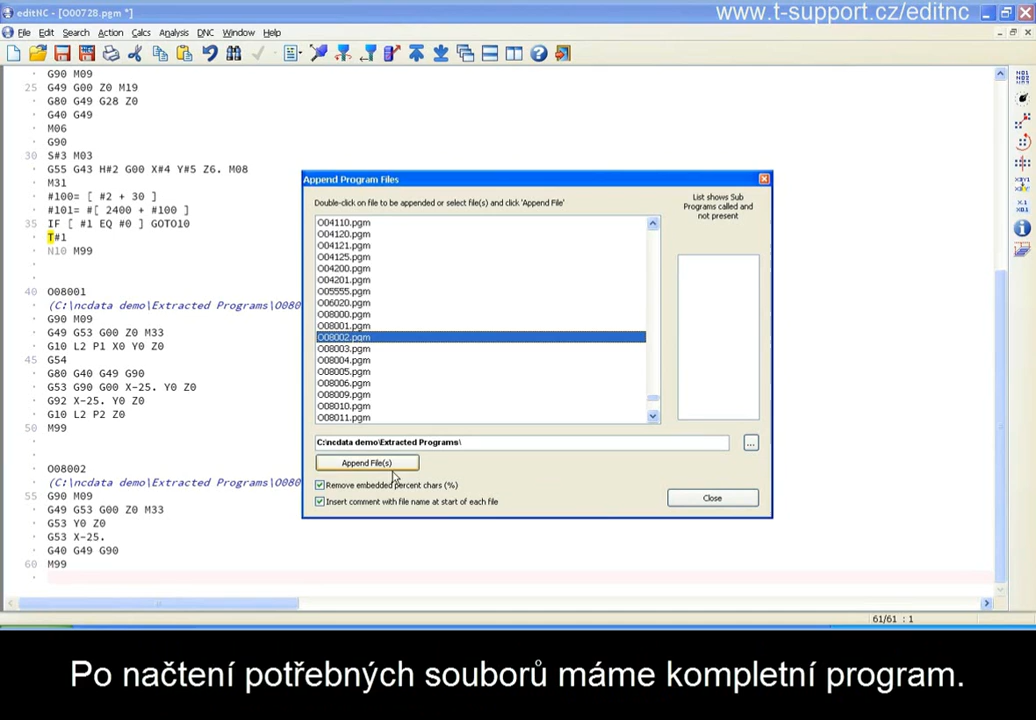 editNC - [O00728.pgm *]
www.t-support.cz/editnc
File Edit Search Action Calcs Analysis DNC Window Help
· G90 M09
25 G49 G00 Z0 M19
· G80 G49 G28 Z0
· G40 G49
· M06
· G90
30 S#3 M03
· G55 G43 H#2 G00 X#4 Y#5 Z6. M08
· M31
· #100= [ #2 + 30 ]
· #101= #[ 2400 + #100 ]
35 IF [ #1 EQ #0 ] GOTO10
· T#1
· N10 M99
·
·
40 O08001
· (C:\ncdata demo\Extracted Programs\O080
· G90 M09
· G49 G53 G00 Z0 M33
· G10 L2 P1 X0 Y0 Z0
45 G54
· G80 G40 G49 G90
· G53 G90 G00 X-25. Y0 Z0
· G92 X-25. Y0 Z0
· G10 L2 P2 Z0
50 M99
·
·
· O08002
· (C:\ncdata demo\Extracted Programs\O080
55 G90 M09
· G49 G53 G00 Z0 M33
· G53 Y0 Z0
· G53 X-25.
· G40 G49 G90
60 M99
·
Append Program Files
Double-click on file to be appended or select file(s) and click 'Append File'
List shows Sub
Programs called and
not present
O04110.pgm
O04120.pgm
O04121.pgm
O04125.pgm
O04200.pgm
O04201.pgm
O05555.pgm
O06020.pgm
O08000.pgm
O08001.pgm
O08002.pgm
O08003.pgm
O08004.pgm
O08005.pgm
O08006.pgm
O08009.pgm
O08010.pgm
O08011.pgm
C:\ncdata demo\Extracted Programs\
...
Append File(s)
Remove embedded percent chars (%)
Insert comment with file name at start of each file
Close
61/61 : 1
Po načtení potřebných souborů máme kompletní program.